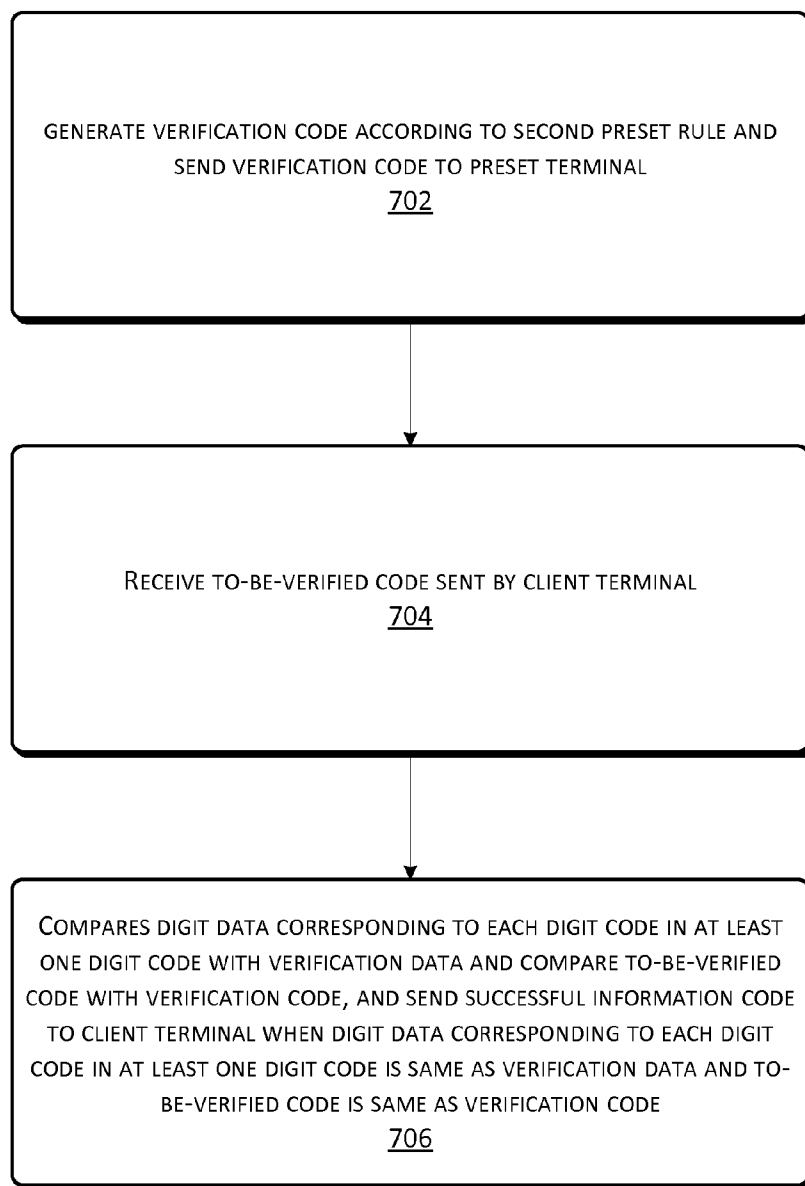 GENERATE VERIFICATION CODE ACCORDING TO SECOND PRESET RULE AND
SEND VERIFICATION CODE TO PRESET TERMINAL
702
RECEIVE TO-BE-VERIFIED CODE SENT BY CLIENT TERMINAL
704
COMPARES DIGIT DATA CORRESPONDING TO EACH DIGIT CODE IN AT LEAST
ONE DIGIT CODE WITH VERIFICATION DATA AND COMPARE TO-BE-VERIFIED
CODE WITH VERIFICATION CODE, AND SEND SUCCESSFUL INFORMATION CODE
TO CLIENT TERMINAL WHEN DIGIT DATA CORRESPONDING TO EACH DIGIT
CODE IN AT LEAST ONE DIGIT CODE IS SAME AS VERIFICATION DATA AND TO-
BE-VERIFIED CODE IS SAME AS VERIFICATION CODE
706